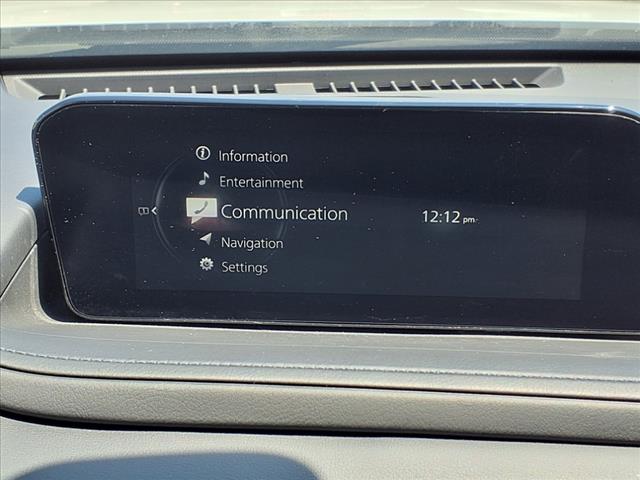 Information
Entertainment
Communication
12:12 pm
Navigation
Settings